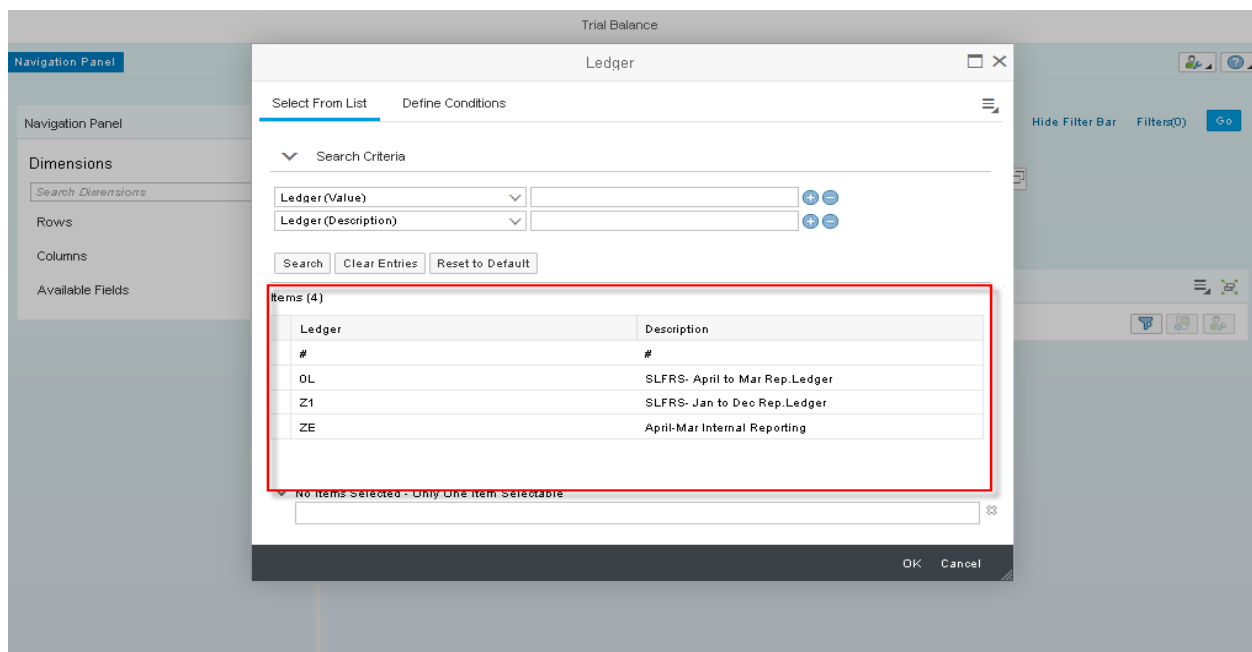 Trial Balance
Navigation Panel
Ledger
Select From List Define Conditions
Navigation Panel
Hide Filter Bar Filters(0) Go
Search Criteria
Dimensions
Search Dimensions
Ledger (Value)
Rows
Ledger (Description)
Columns
Search Clear Entries Reset to Default
Available Fields
Items (4)
Ledger Description
# #
0L SLFRS- April to Mar Rep.Ledger
Z1 SLFRS- Jan to Dec Rep.Ledger
ZE April-Mar Internal Reporting
No Items Selected - Only One Item Selectable
OK Cancel